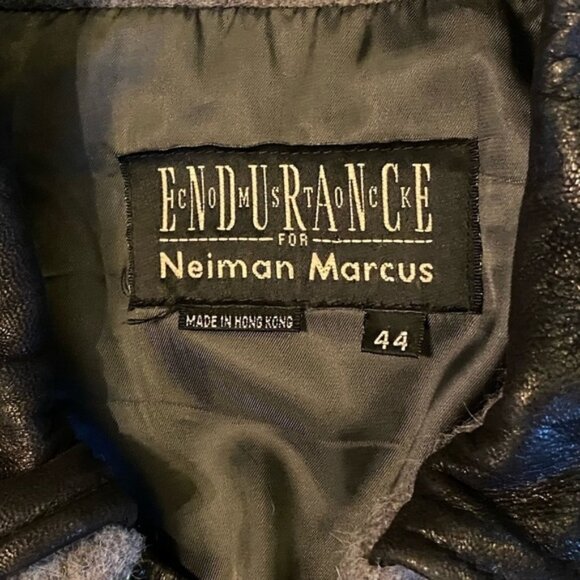 ENDURANCE
COMSTOCK
FOR
Neiman Marcus
MADE IN HONG KONG
44